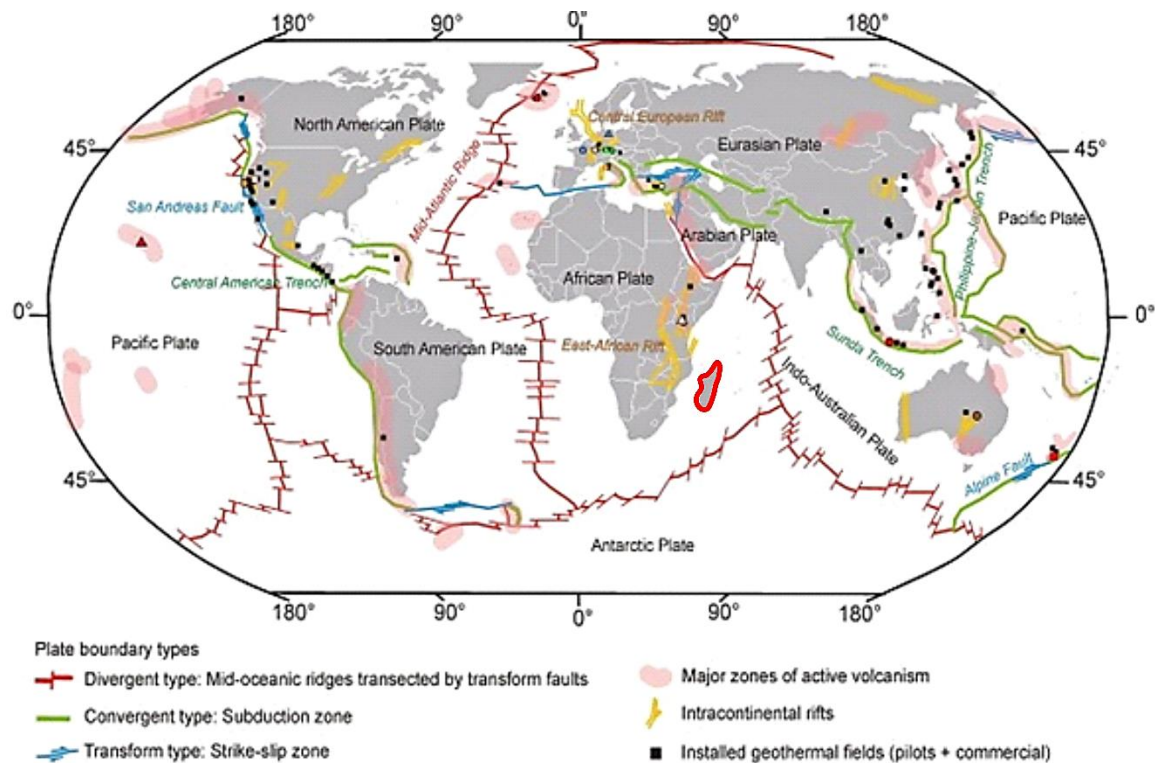 180° 90° 0° 90° 180°
Central European Rift
North American Plate
Eurasian Plate
45° 45°
Mid-Atlantic Ridge
Philippine-Japan Trench
San Andreas Fault
Pacific Plate
Arabian Plate
African Plate
Central American Trench
0° 0°
Pacific Plate
South American Plate
East-African Rift
Sunda Trench
Indo-Australian Plate
45° 45°
Alpine Fault
Antarctic Plate
180° 90° 0° 90° 180°
Plate boundary types
Divergent type: Mid-oceanic ridges transected by transform faults
Convergent type: Subduction zone
Transform type: Strike-slip zone
Major zones of active volcanism
Intracontinental rifts
Installed geothermal fields (pilots + commercial)